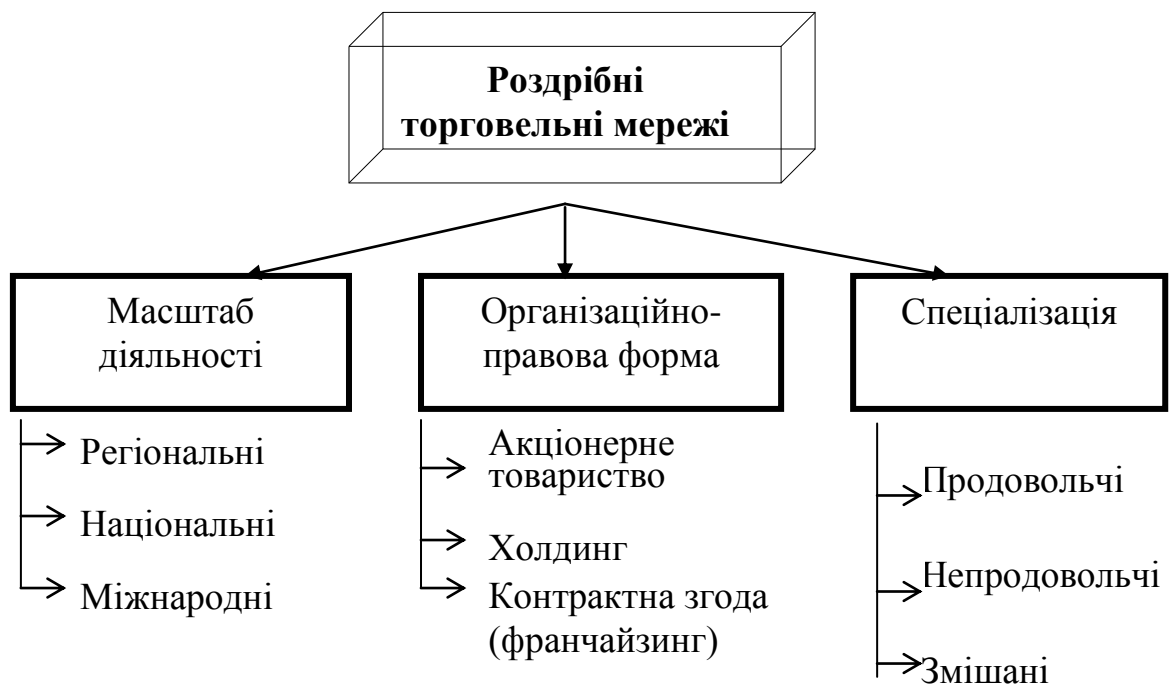 Роздрібні
торговельні мережі
Масштаб
діяльності
Регіональні
Національні
Міжнародні
Організаційно-
правова форма
Акціонерне
товариство
Холдинг
Контрактна згода
(франчайзинг)
Спеціалізація
Продовольчі
Непродовольчі
Змішані